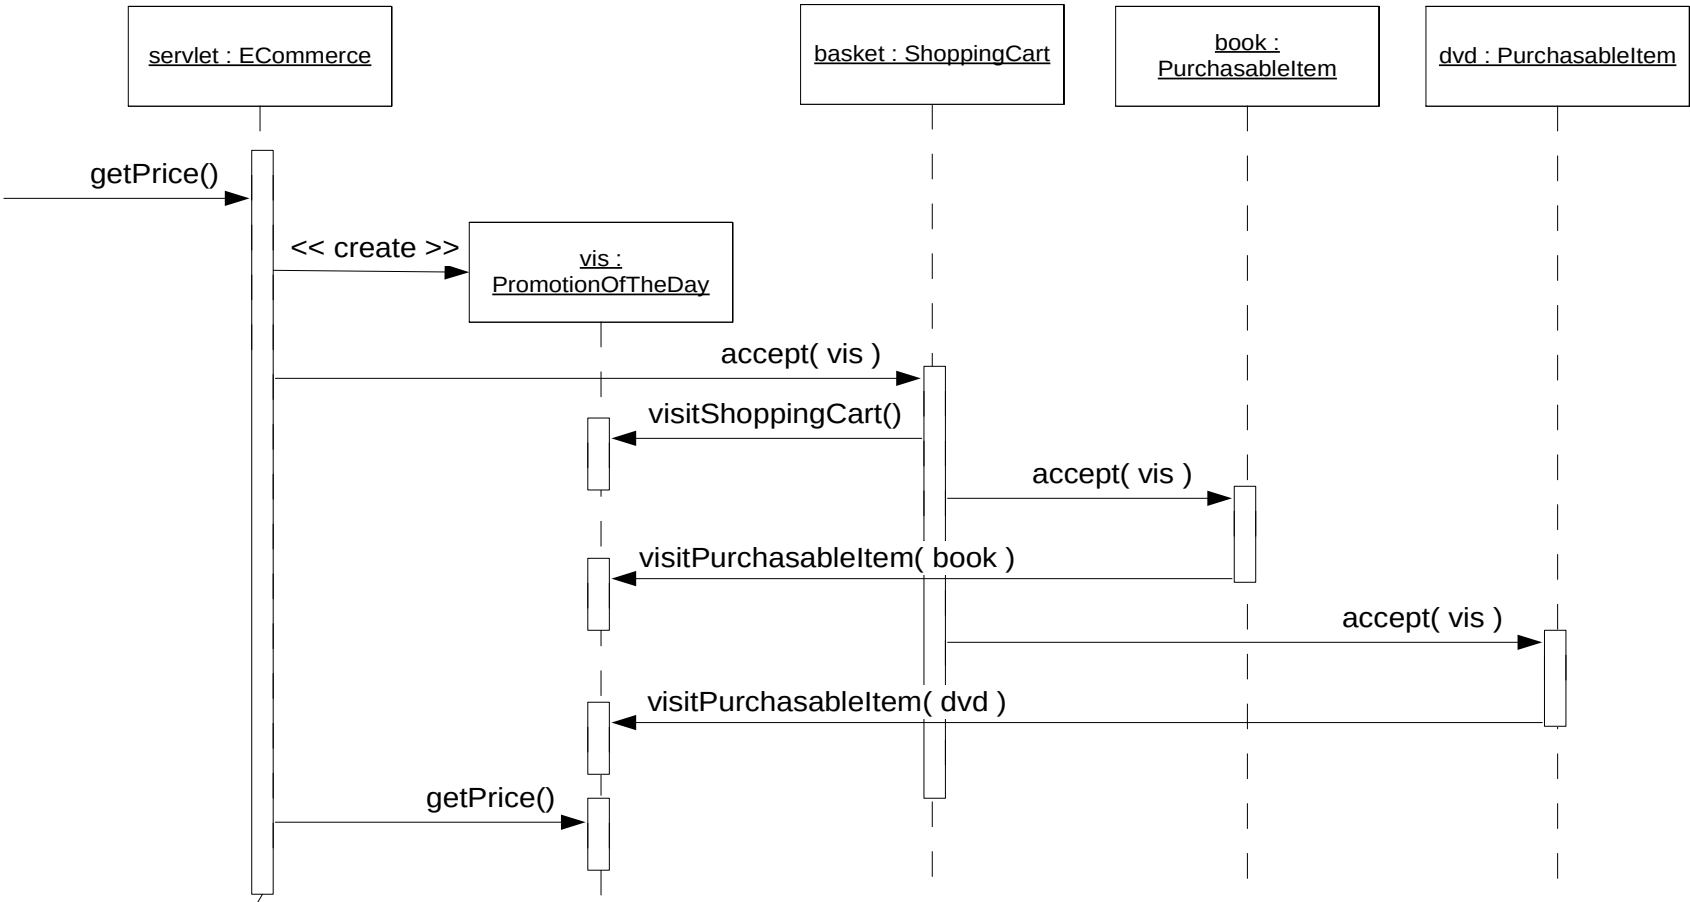 servlet : ECommerce
basket : ShoppingCart
book :
PurchasableItem
dvd : PurchasableItem
getPrice()
<< create >>
vis :
PromotionOfTheDay
accept( vis )
visitShoppingCart()
accept( vis )
visitPurchasableItem( book )
accept( vis )
visitPurchasableItem( dvd )
getPrice()